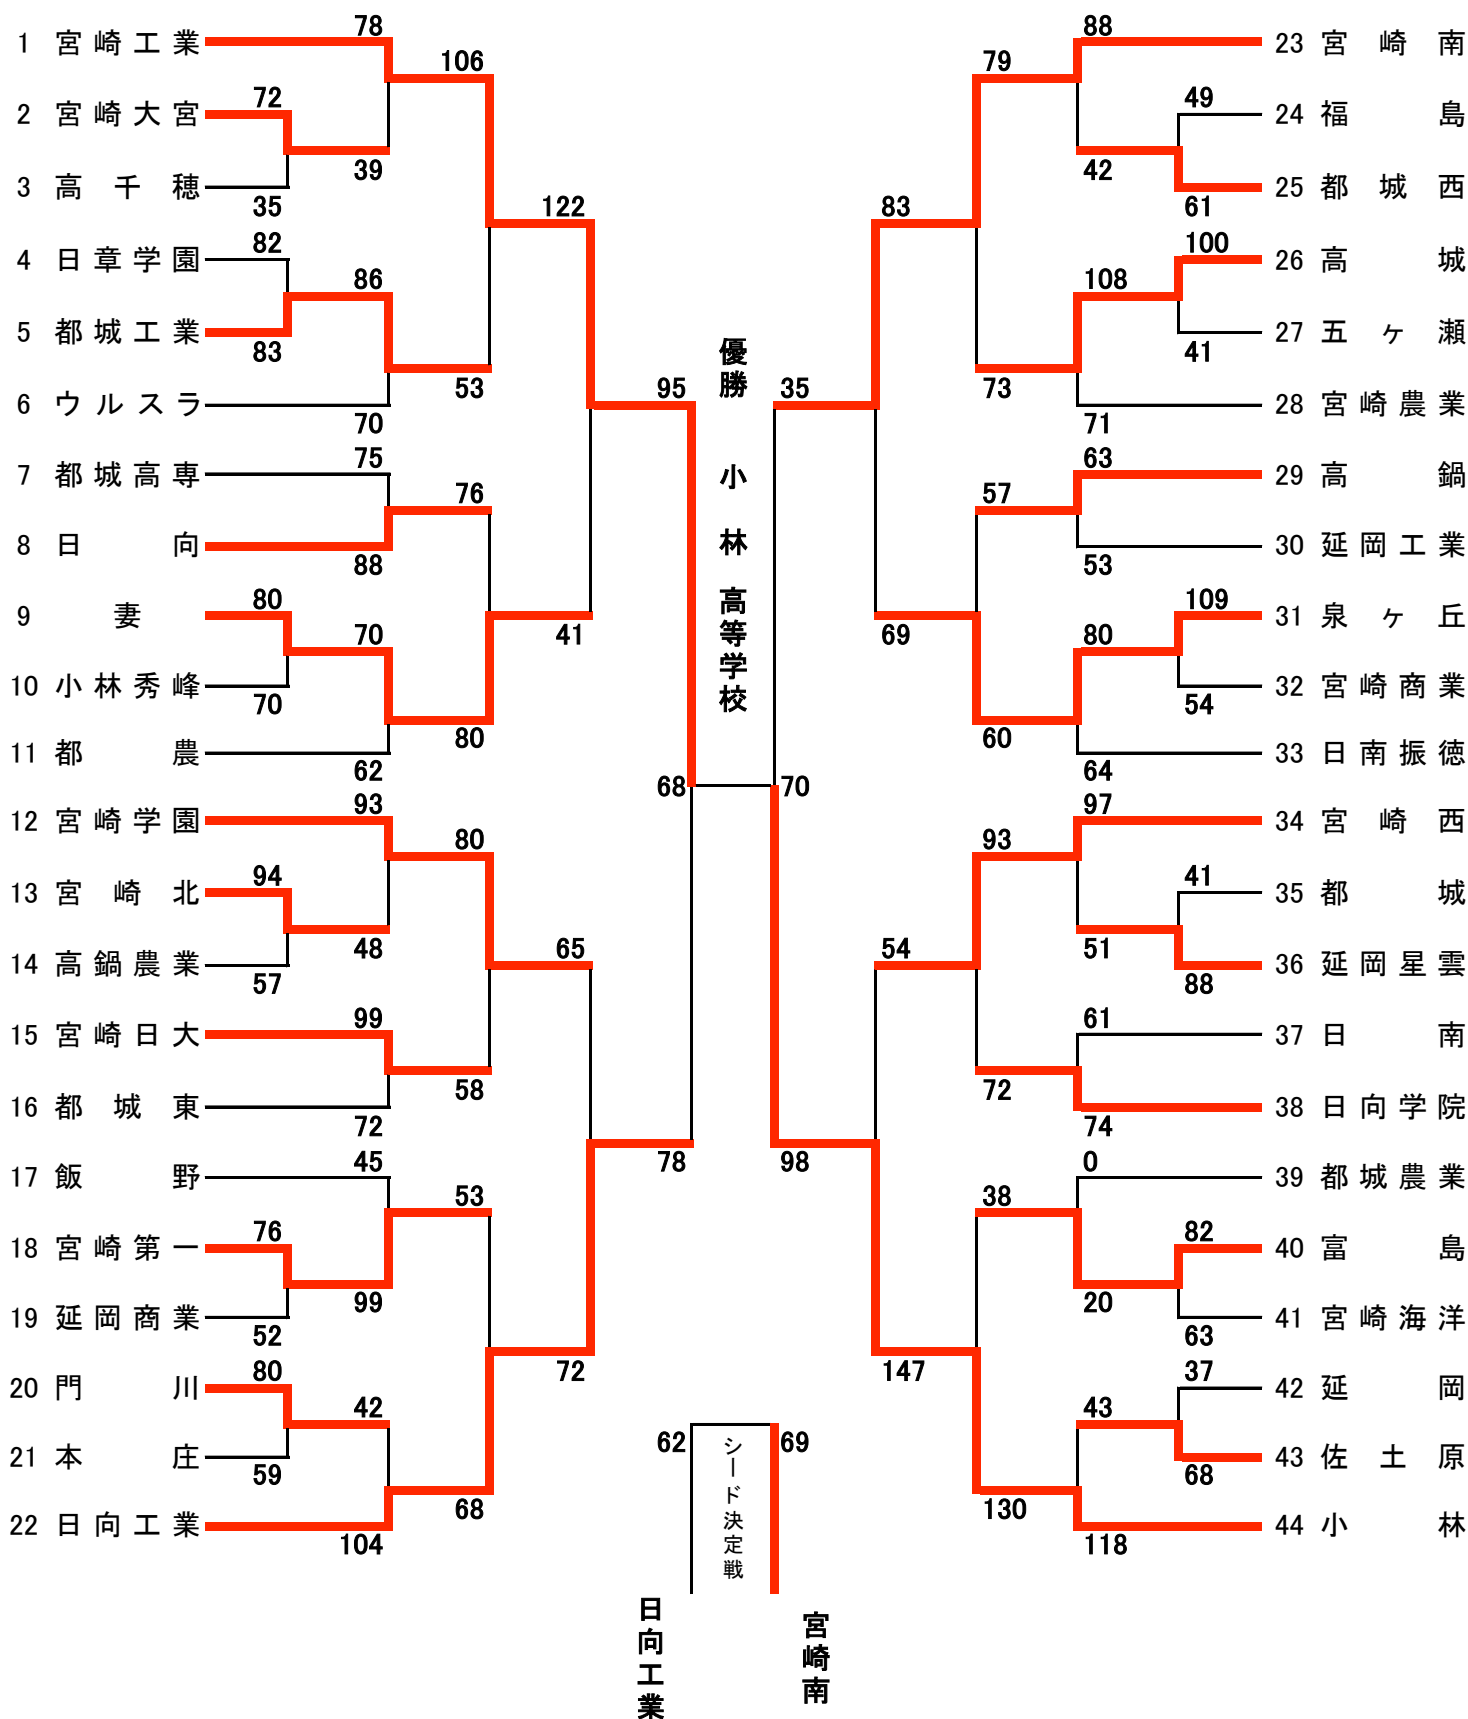 1 宮崎工業
2 宮崎大宮
3 高千穂
4 日章学園
5 都城工業
6 ウルスラ
7 都城高専
8 日向
9 妻
10 小林秀峰
11 都農
12 宮崎学園
13 宮崎北
14 高鍋農業
15 宮崎日大
16 都城東
17 飯野
18 宮崎第一
19 延岡商業
20 門川
21 本庄
22 日向工業
72
35
82
83
80
70
94
57
76
52
80
59
78
39
86
70
75
88
70
62
93
48
99
72
45
99
42
104
106
53
76
80
80
58
53
68
122
41
65
72
95
78
68
優勝 小林高等学校
70
35
98
83
69
54
147
79
73
57
60
93
72
38
130
88
42
108
71
63
53
80
64
97
51
61
74
0
20
43
118
49
61
100
41
109
54
41
88
82
63
37
68
23 宮崎南
24 福島
25 都城西
26 高城
27 五ヶ瀬
28 宮崎農業
29 高鍋
30 延岡工業
31 泉ヶ丘
32 宮崎商業
33 日南振徳
34 宮崎西
35 都城
36 延岡星雲
37 日南
38 日向学院
39 都城農業
40 富島
41 宮崎海洋
42 延岡
43 佐土原
44 小林
62
シード決定戦
69
日向工業
宮崎南